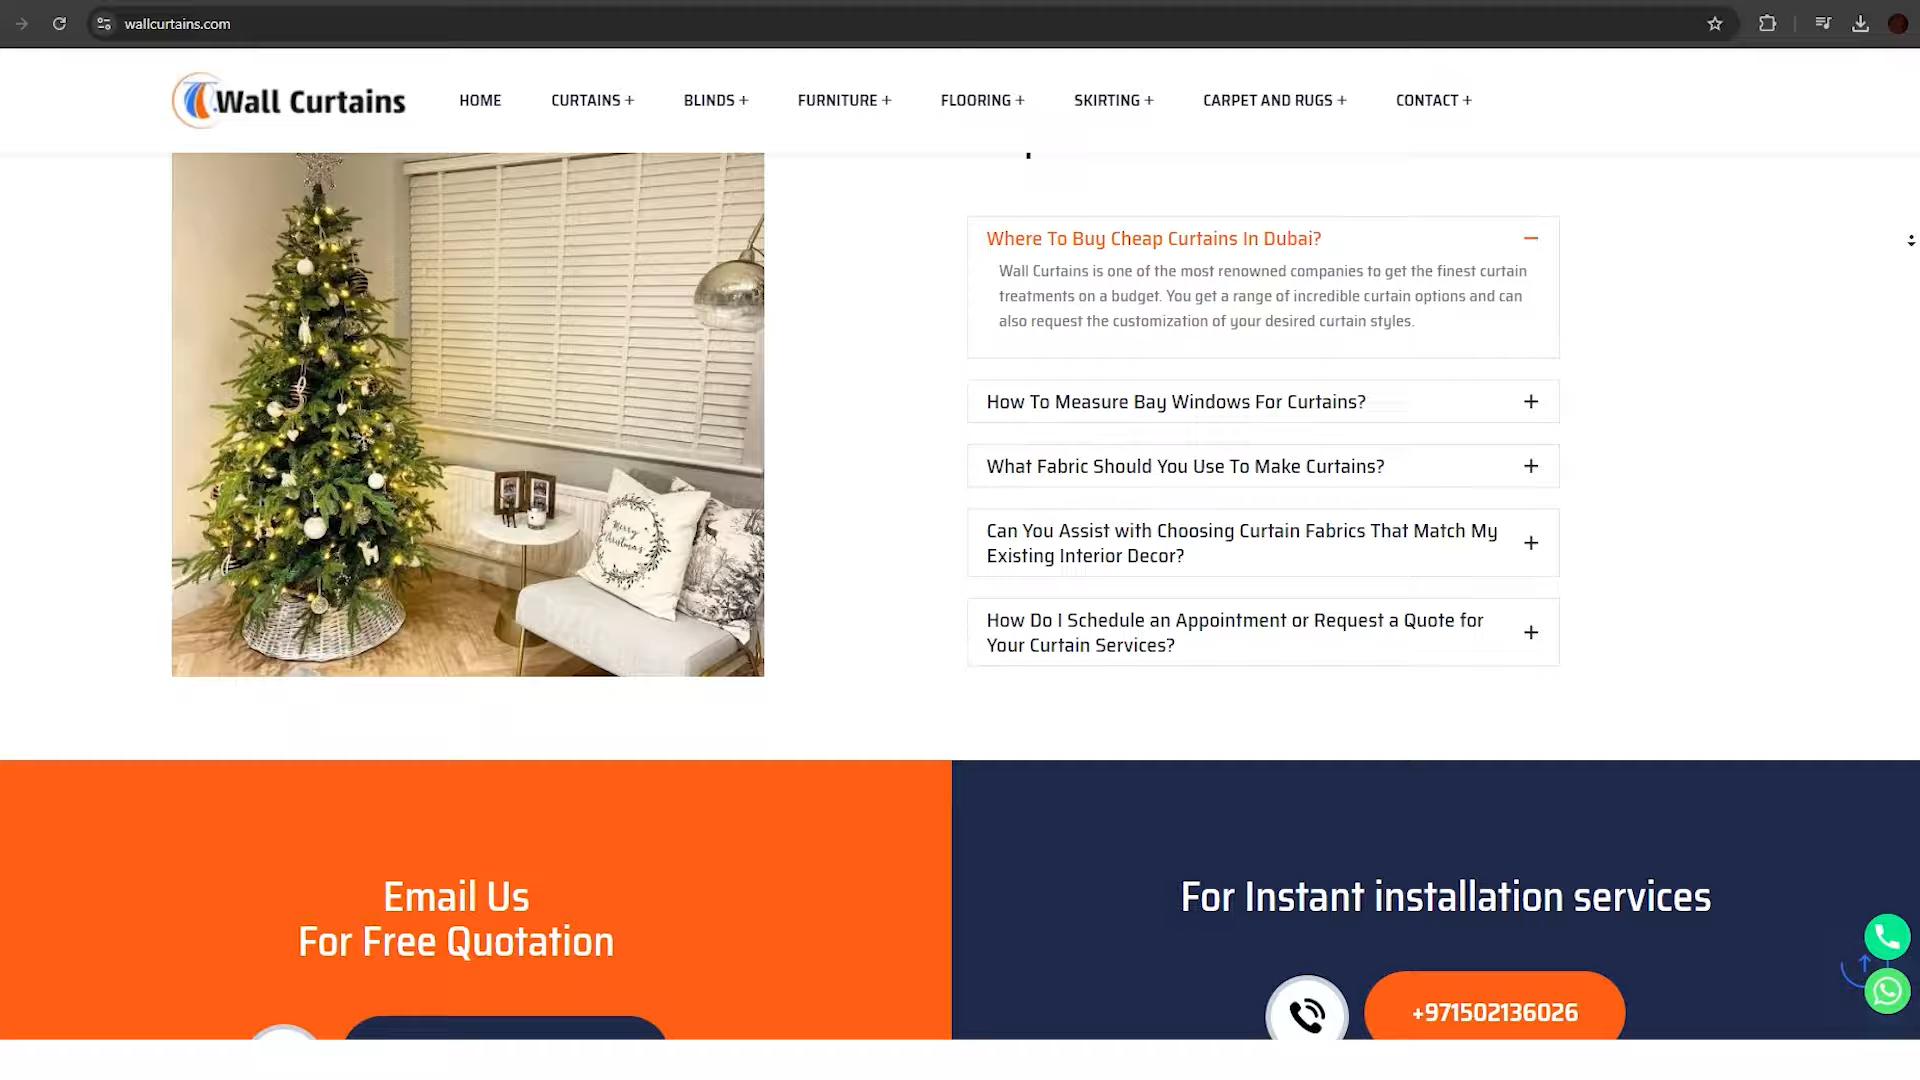 wallcurtains.com
Wall Curtains
HOME
CURTAINS +
BLINDS +
FURNITURE +
FLOORING +
SKIRTING +
CARPET AND RUGS +
CONTACT +
Merry
Christmas
Where To Buy Cheap Curtains In Dubai?
Wall Curtains is one of the most renowned companies to get the finest curtain
treatments on a budget. You get a range of incredible curtain options and can
also request the customization of your desired curtain styles.
How To Measure Bay Windows For Curtains?
What Fabric Should You Use To Make Curtains?
Can You Assist with Choosing Curtain Fabrics That Match My
Existing Interior Decor?
How Do I Schedule an Appointment or Request a Quote for
Your Curtain Services?
Email Us
For Free Quotation
For Instant installation services
+971502136026